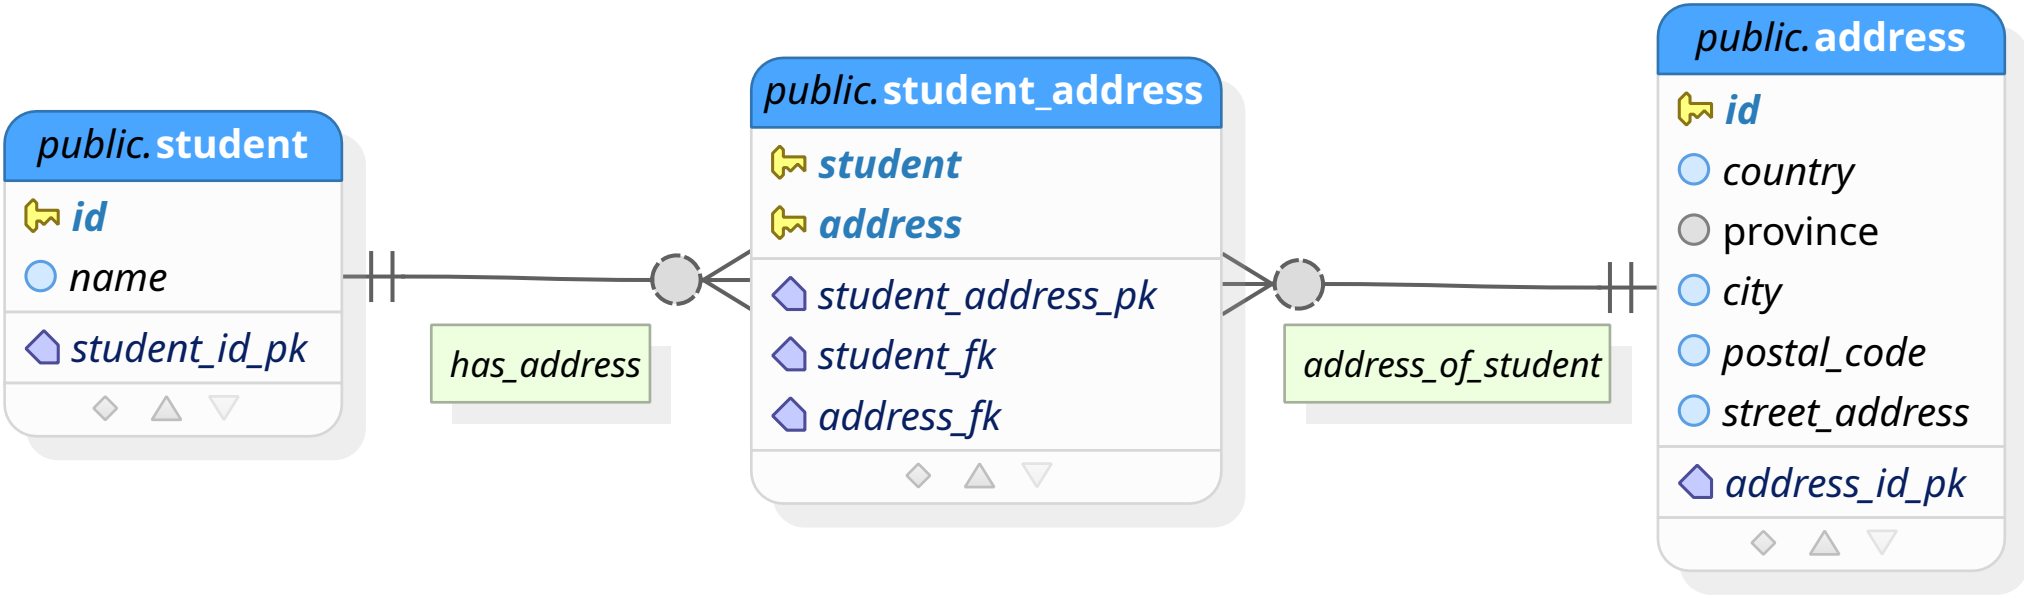 public.student
id
name
student_id_pk
has_address
public.student_address
student
address
student_address_pk
student_fk
address_fk
address_of_student
public.address
id
country
province
city
postal_code
street_address
address_id_pk